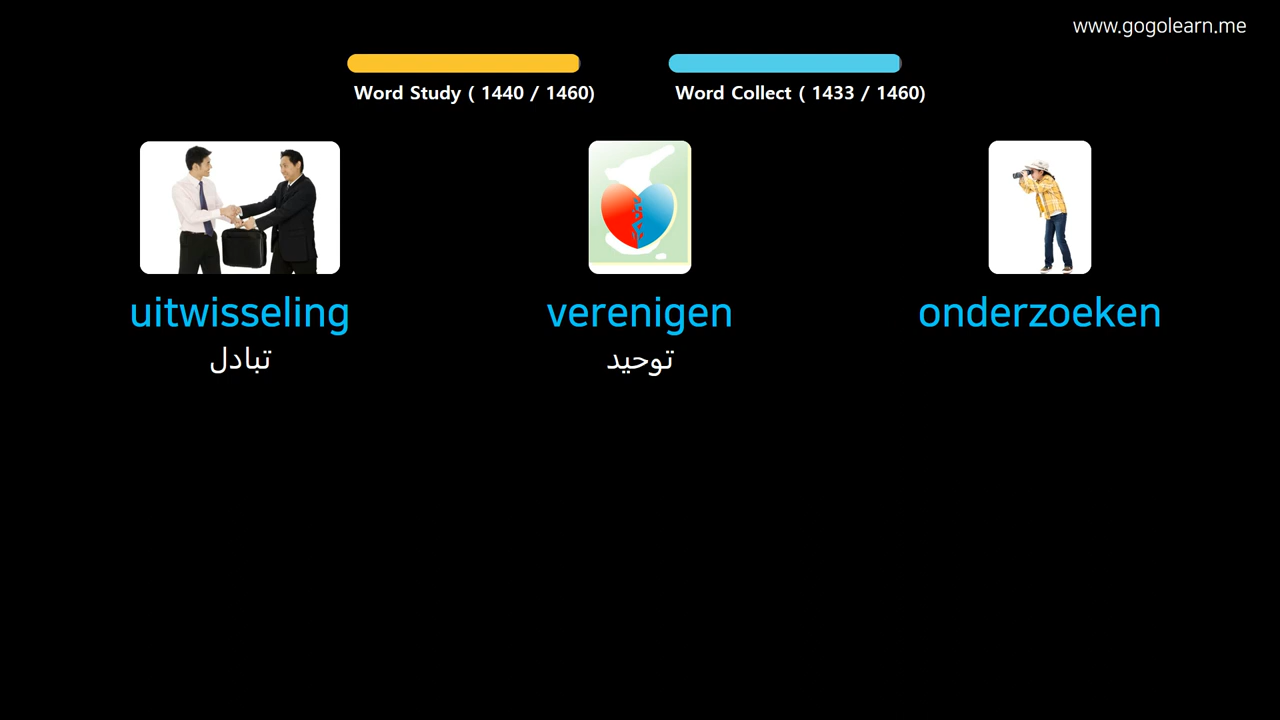 www.gogolearn.me
Word Study ( 1440 / 1460)
Word Collect ( 1433 / 1460)
uitwisseling
تبادل
verenigen
توحيد
onderzoeken